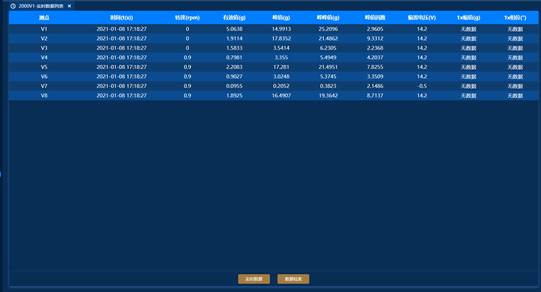 2000V1-实时数据列表 ×
测点 时间(t(s) 转速(rpm) 有效值(g) 峰值(g) 峰峰值(g) 峰值因数 偏置电压(V) 1x幅值(g) 1x相位(°)
V1 2021-01-08 17:18:27 0 5.0638 14.9913 25.2096 2.9605 14.2 无数据 无数据
V2 2021-01-08 17:18:27 0 1.9114 17.8352 21.4862 9.3312 14.2 无数据 无数据
V3 2021-01-08 17:18:27 0 1.5833 3.5414 6.2305 2.2368 14.2 无数据 无数据
V4 2021-01-08 17:18:27 0.9 0.7981 3.355 5.4949 4.2037 14.2 无数据 无数据
V5 2021-01-08 17:18:27 0.9 2.2083 17.281 21.4951 7.8255 14.2 无数据 无数据
V6 2021-01-08 17:18:27 0.9 0.9027 3.0248 5.3745 3.3509 14.2 无数据 无数据
V7 2021-01-08 17:18:27 0.9 0.0955 0.2052 0.3823 2.1486 -0.5 无数据 无数据
V8 2021-01-08 17:18:27 0.9 1.8925 16.4907 19.3642 8.7137 14.2 无数据 无数据
实时数据 数据结束